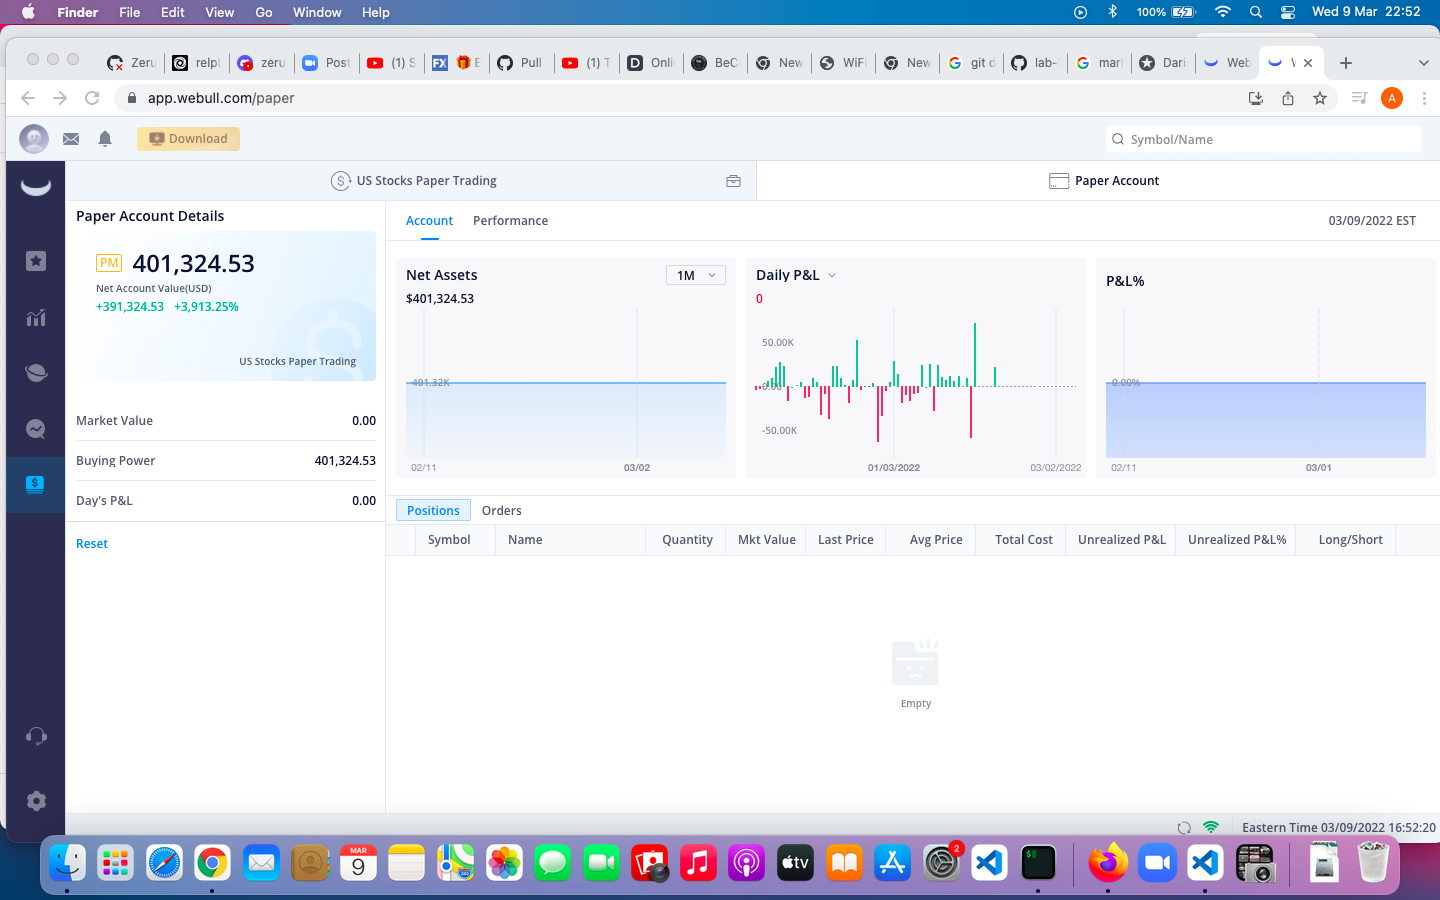 Finder File Edit View Go Window Help 100% Wed 9 Mar 22:52
Zeru relpl zeru Post (1) S E Pull (1) T Onli BeC New WiFi New git d lab- mark Dari Web
app.webull.com/paper A
Download Symbol/Name
US Stocks Paper Trading Paper Account
Paper Account Details
PM 401,324.53
Net Account Value(USD)
+391,324.53 +3,913.25%
US Stocks Paper Trading
Market Value 0.00
Buying Power 401,324.53
Day's P&L 0.00
Reset
Account Performance 03/09/2022 EST
Net Assets 1M
$401,324.53
401.32K
02/11 03/02
Daily P&L
0
50.00K
0.00
-50.00K
01/03/2022 03/02/2022
P&L%
0.00%
02/11 03/01
Positions Orders
Symbol Name Quantity Mkt Value Last Price Avg Price Total Cost Unrealized P&L Unrealized P&L% Long/Short
Empty
Eastern Time 03/09/2022 16:52:20
MAR
9
tv
2